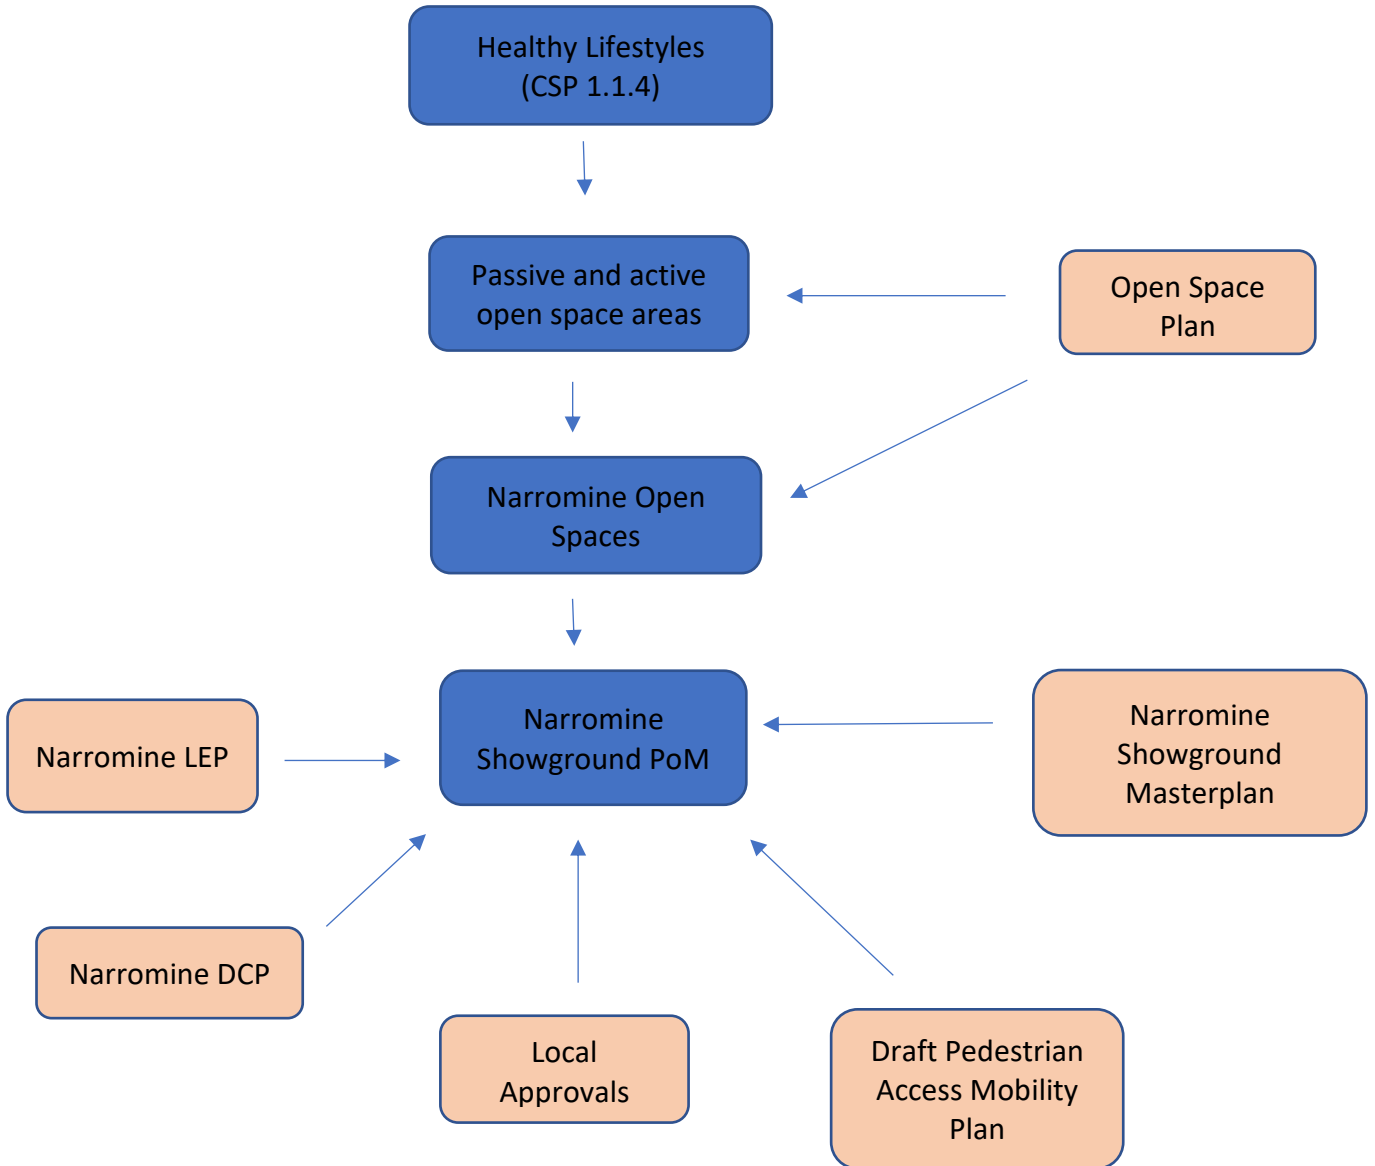 Healthy Lifestyles
(CSP 1.1.4)
Passive and active
open space areas
Open Space
Plan
Narromine Open
Spaces
Narromine
Showground PoM
Narromine
Showground
Masterplan
Narromine LEP
Narromine DCP
Local
Approvals
Draft Pedestrian
Access Mobility
Plan